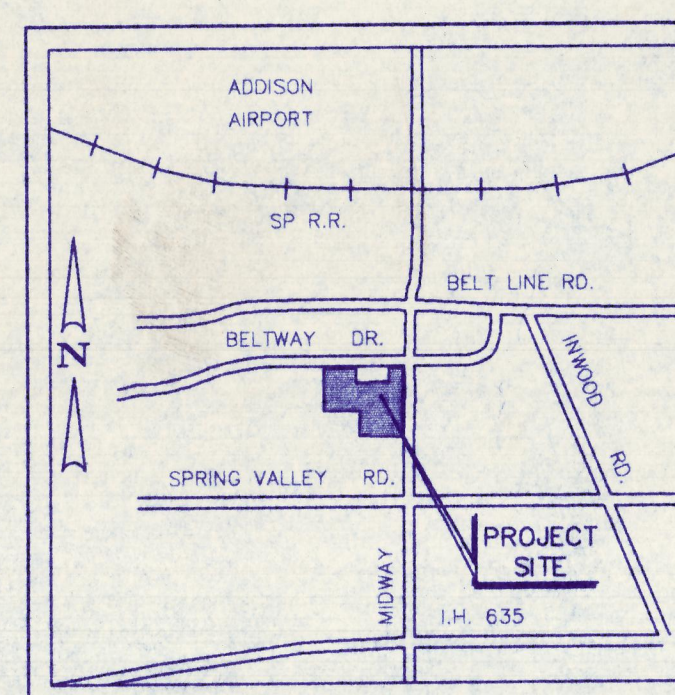 ADDISON
AIRPORT
SP R.R.
BELT LINE RD.
BELTWAY DR.
N
INWOOD RD.
SPRING VALLEY RD.
PROJECT
SITE
MIDWAY
I.H. 635